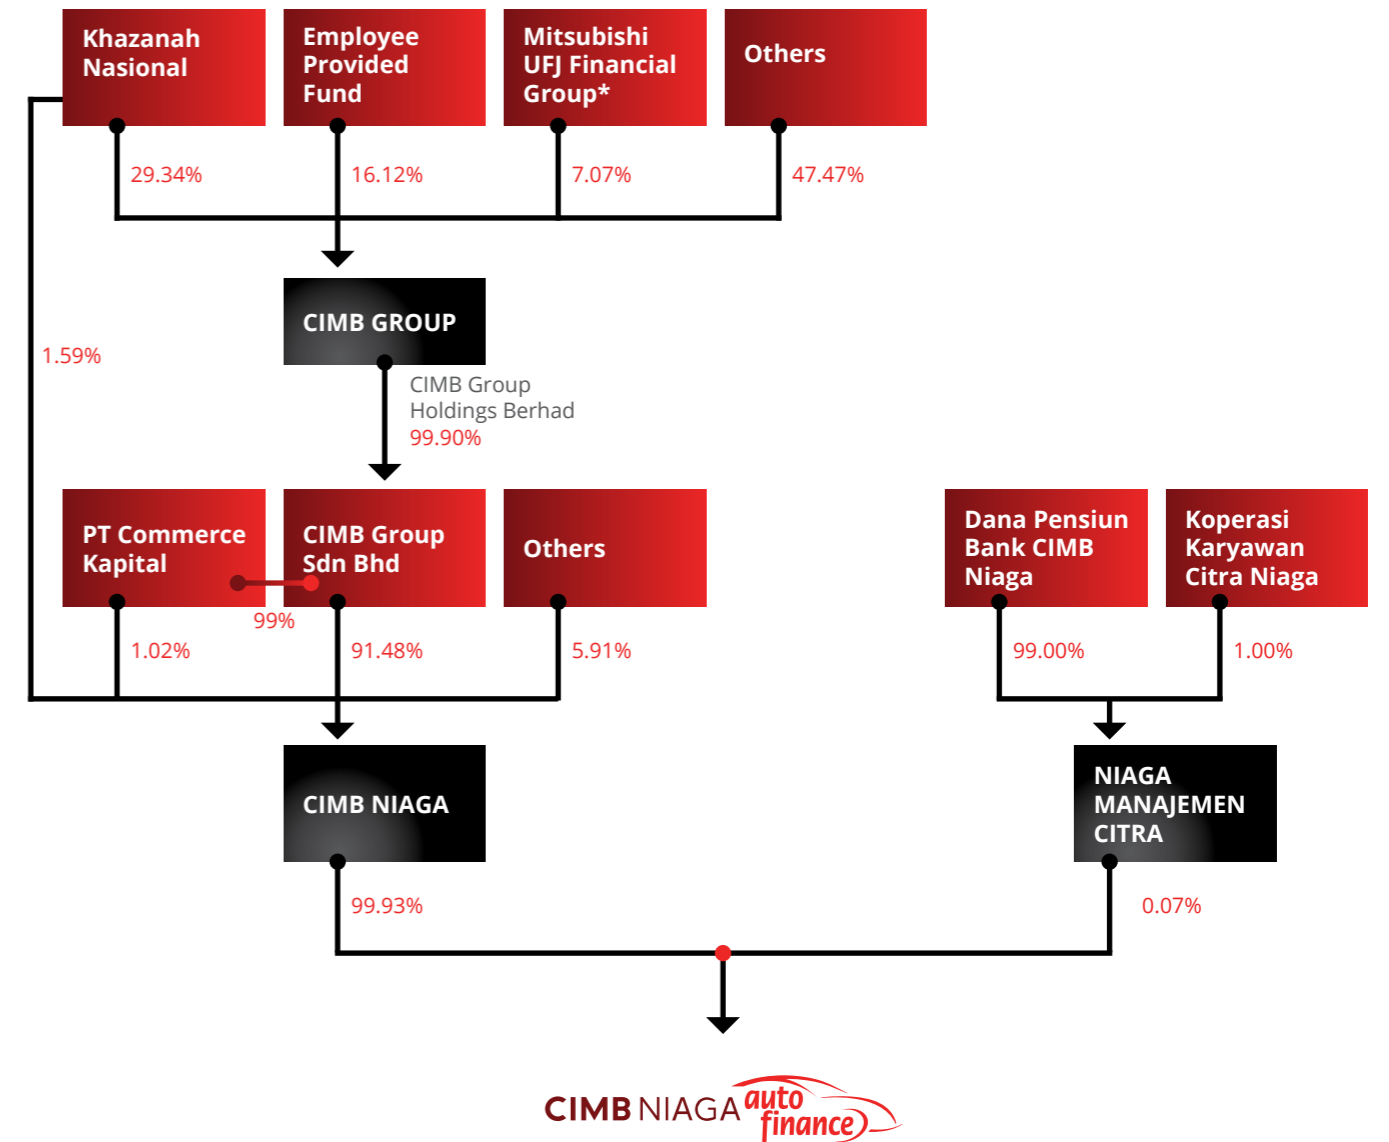 Khazanah
Nasional
Employee
Provided
Fund
Mitsubishi
UFJ Financial
Group*
Others
29.34%
16.12%
7.07%
47.47%
CIMB GROUP
1.59%
CIMB Group
Holdings Berhad
99.90%
PT Commerce
Kapital
CIMB Group
Sdn Bhd
Others
Dana Pensiun
Bank CIMB
Niaga
Koperasi
Karyawan
Citra Niaga
99%
1.02%
91.48%
5.91%
99.00%
1.00%
CIMB NIAGA
NIAGA
MANAJEMEN
CITRA
99.93%
0.07%
CIMB NIAGA auto
finance